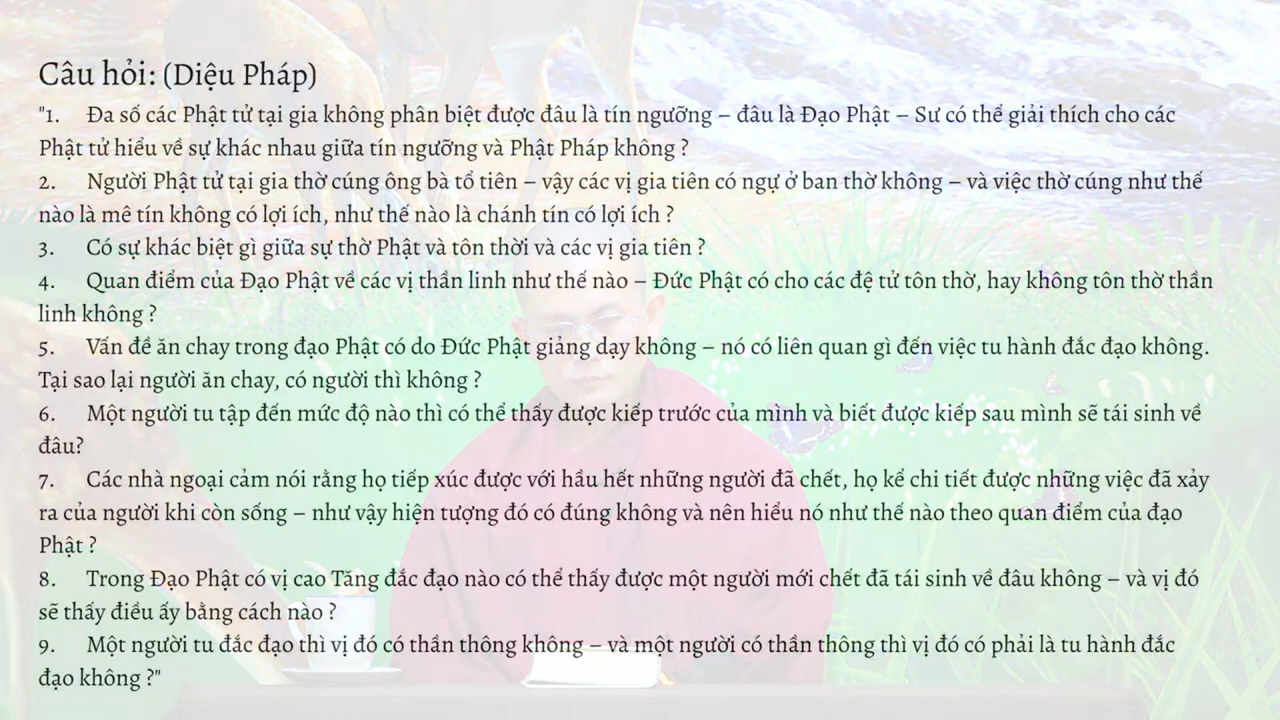 Câu hỏi: (Diệu Pháp)
"1. Đa số các Phật tử tại gia không phân biệt được đâu là tín ngưỡng – đâu là Đạo Phật – Sư có thể giải thích cho các
Phật tử hiểu về sự khác nhau giữa tín ngưỡng và Phật Pháp không ?
2. Người Phật tử tại gia thờ cúng ông bà tổ tiên – vậy các vị gia tiên có ngự ở ban thờ không – và việc thờ cúng như thế
nào là mê tín không có lợi ích, như thế nào là chánh tín có lợi ích ?
3. Có sự khác biệt gì giữa sự thờ Phật và tôn thời và các vị gia tiên ?
4. Quan điểm của Đạo Phật về các vị thần linh như thế nào – Đức Phật có cho các đệ tử tôn thờ, hay không tôn thờ thần
linh không ?
5. Vấn đề ăn chay trong đạo Phật có do Đức Phật giảng dạy không – nó có liên quan gì đến việc tu hành đắc đạo không.
Tại sao lại người ăn chay, có người thì không ?
6. Một người tu tập đến mức độ nào thì có thể thấy được kiếp trước của mình và biết được kiếp sau mình sẽ tái sinh về
đâu?
7. Các nhà ngoại cảm nói rằng họ tiếp xúc được với hầu hết những người đã chết, họ kể chi tiết được những việc đã xảy
ra của người khi còn sống – như vậy hiện tượng đó có đúng không và nên hiểu nó như thế nào theo quan điểm của đạo
Phật ?
8. Trong Đạo Phật có vị cao Tăng đắc đạo nào có thể thấy được một người mới chết đã tái sinh về đâu không – và vị đó
sẽ thấy điều ấy bằng cách nào ?
9. Một người tu đắc đạo thì vị đó có thần thông không – và một người có thần thông thì vị đó có phải là tu hành đắc
đạo không ?"